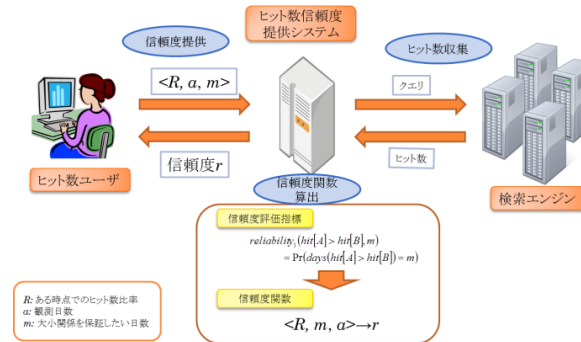 ヒット数信頼度
提供システム
信頼度提供
ヒット数収集
<R, a, m>
クエリ
信頼度r
ヒット数
ヒット数ユーザ
信頼度関数
算出
検索エンジン
信頼度評価指標
reliability₁(hit[A] > hit[B], m)
= Pr(days(hit[A] > hit[B]) = m)
信頼度関数
<R, m, a>→r
R: ある時点でのヒット数比率
a: 観測日数
m: 大小関係を保証したい日数